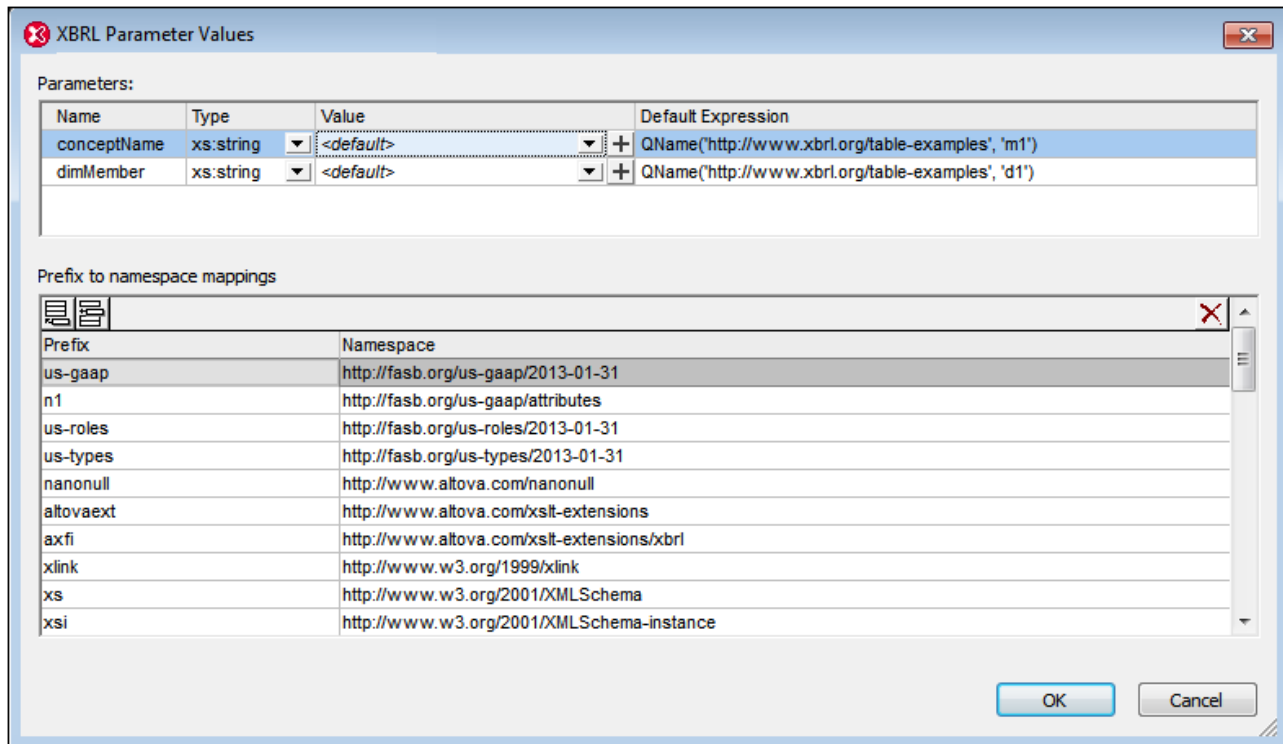 XBRL Parameter Values
Parameters:
Name Type Value Default Expression
conceptName xs:string <default> QName('http://www.xbrl.org/table-examples', 'm1')
dimMember xs:string <default> QName('http://www.xbrl.org/table-examples', 'd1')
Prefix to namespace mappings
Prefix Namespace
us-gaap http://fasb.org/us-gaap/2013-01-31
n1 http://fasb.org/us-gaap/attributes
us-roles http://fasb.org/us-roles/2013-01-31
us-types http://fasb.org/us-types/2013-01-31
nanonull http://www.altova.com/nanonull
altovaext http://www.altova.com/xslt-extensions
axfi http://www.altova.com/xslt-extensions/xbrl
xlink http://www.w3.org/1999/xlink
xs http://www.w3.org/2001/XMLSchema
xsi http://www.w3.org/2001/XMLSchema-instance
OK Cancel